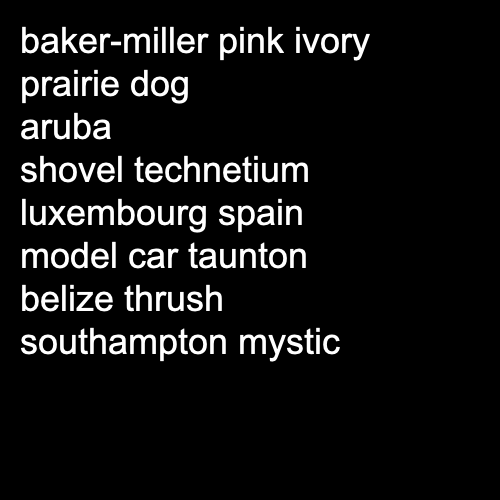 baker-miller pink ivory
prairie dog
aruba
shovel technetium
luxembourg spain
model car taunton
belize thrush
southampton mystic